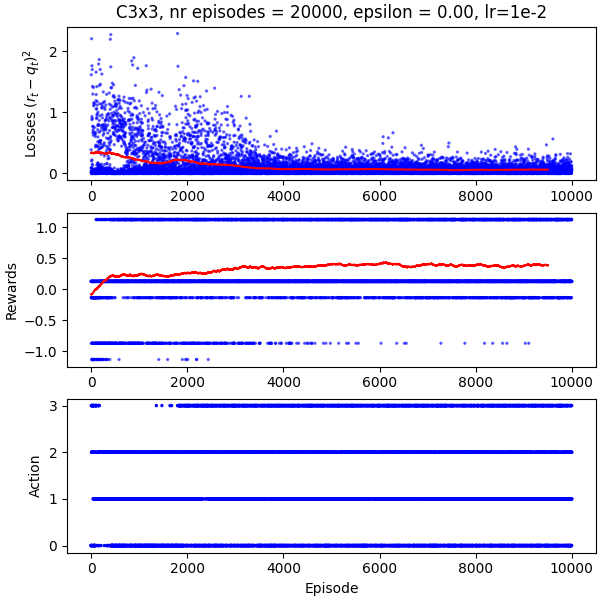 C3x3, nr episodes = 20000, epsilon = 0.00, lr=1e-2
Losses $(r_t - q_t)^2$
2
1
0
0 2000 4000 6000 8000 10000
Rewards
1.0
0.5
0.0
−0.5
−1.0
0 2000 4000 6000 8000 10000
Action
3
2
1
0
0 2000 4000 6000 8000 10000
Episode